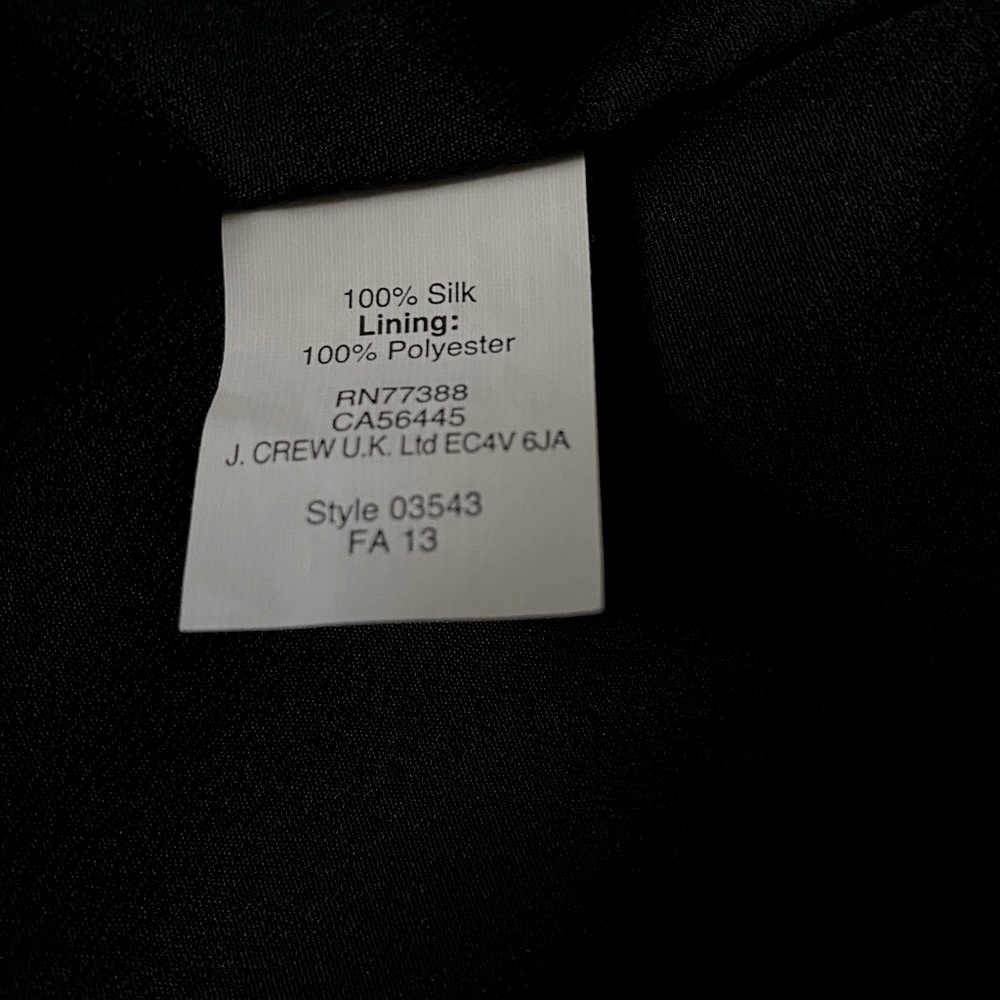 100% Silk
Lining:
100% Polyester
RN77388
CA56445
J. CREW U.K. Ltd EC4V 6JA
Style 03543
FA 13